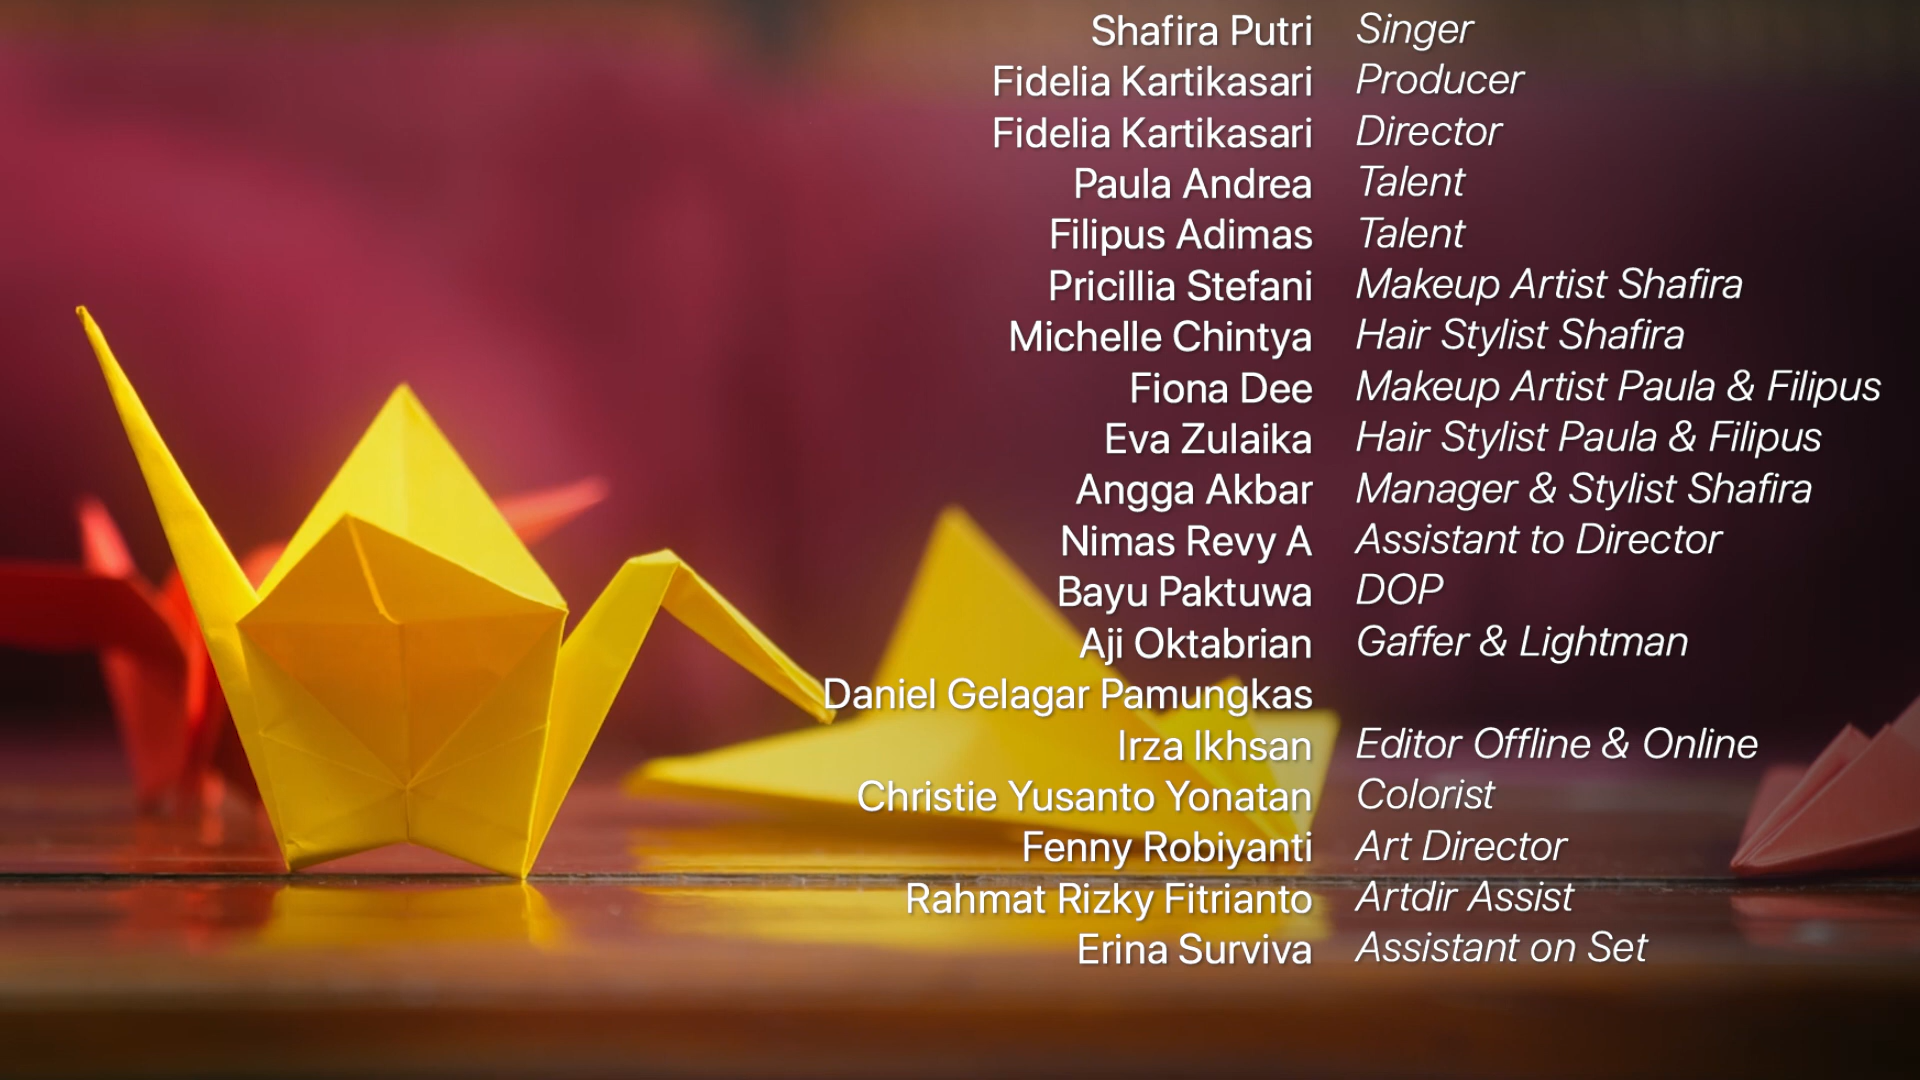 Shafira Putri Singer
Fidelia Kartikasari Producer
Fidelia Kartikasari Director
Paula Andrea Talent
Filipus Adimas Talent
Pricillia Stefani Makeup Artist Shafira
Michelle Chintya Hair Stylist Shafira
Fiona Dee Makeup Artist Paula & Filipus
Eva Zulaika Hair Stylist Paula & Filipus
Angga Akbar Manager & Stylist Shafira
Nimas Revy A Assistant to Director
Bayu Paktuwa DOP
Aji Oktabrian Gaffer & Lightman
Daniel Gelagar Pamungkas
Irza Ikhsan Editor Offline & Online
Christie Yusanto Yonatan Colorist
Fenny Robiyanti Art Director
Rahmat Rizky Fitrianto Artdir Assist
Erina Surviva Assistant on Set